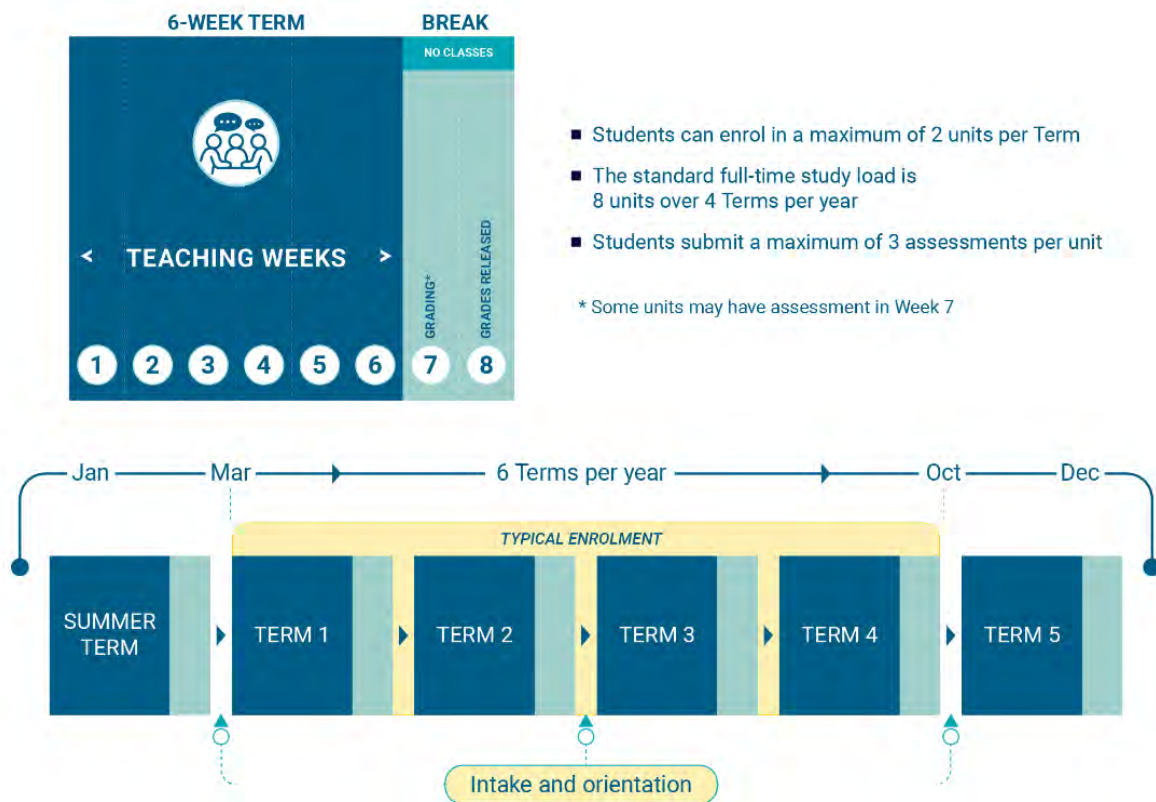 6-WEEK TERM
BREAK
NO CLASSES
< TEACHING WEEKS >
GRADING*
GRADES RELEASED
1 2 3 4 5 6 7 8
■ Students can enrol in a maximum of 2 units per Term
■ The standard full-time study load is
8 units over 4 Terms per year
■ Students submit a maximum of 3 assessments per unit
* Some units may have assessment in Week 7
Jan Mar 6 Terms per year Oct Dec
TYPICAL ENROLMENT
SUMMER
TERM
TERM 1
TERM 2
TERM 3
TERM 4
TERM 5
Intake and orientation